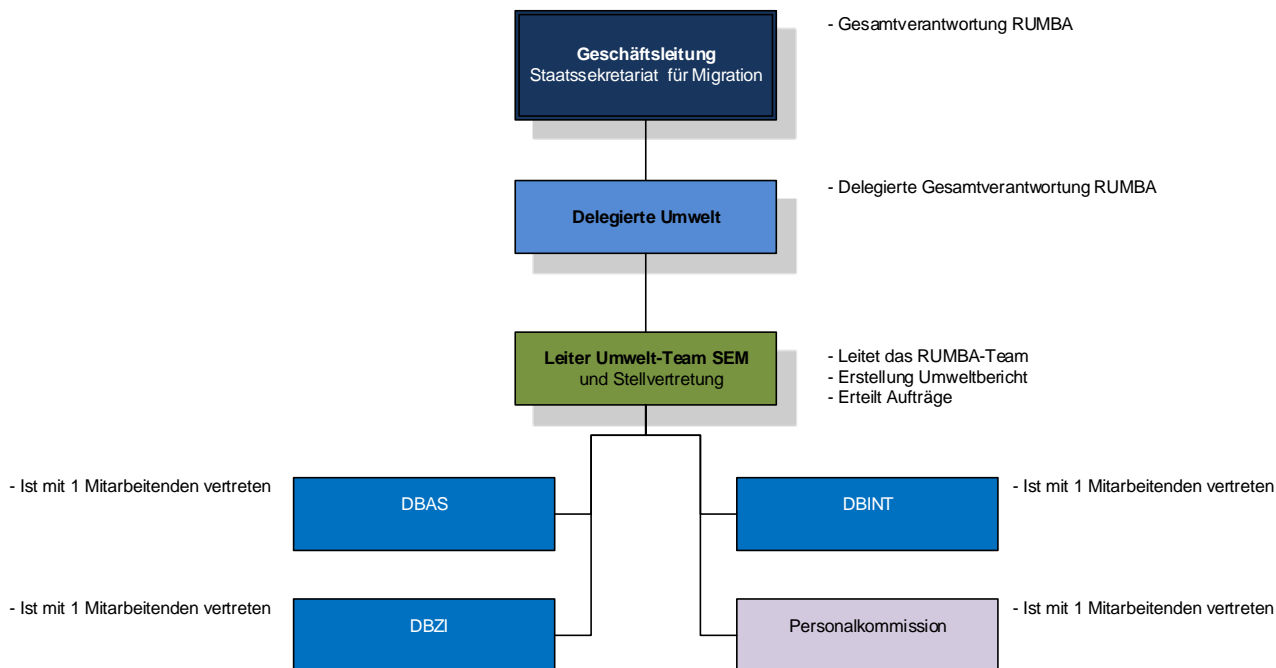 - Gesamtverantwortung RUMBA
Geschäftsleitung
Staatssekretariat für Migration
- Delegierte Gesamtverantwortung RUMBA
Delegierte Umwelt
Leiter Umwelt-Team SEM
und Stellvertretung
- Leitet das RUMBA-Team
- Erstellung Umweltbericht
- Erteilt Aufträge
- Ist mit 1 Mitarbeitenden vertreten
DBAS
DBINT
- Ist mit 1 Mitarbeitenden vertreten
- Ist mit 1 Mitarbeitenden vertreten
DBZI
Personalkommission
- Ist mit 1 Mitarbeitenden vertreten